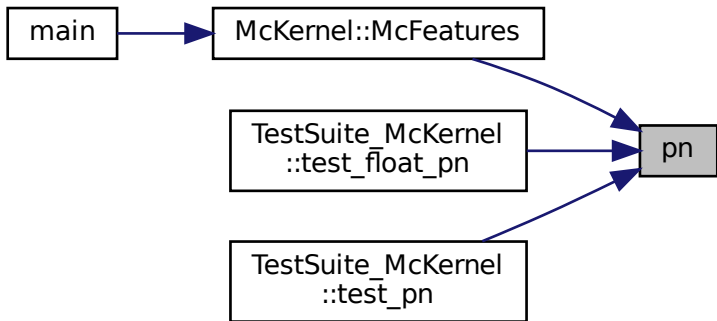 main
McKernel::McFeatures
TestSuite_McKernel
::test_float_pn
pn
TestSuite_McKernel
::test_pn